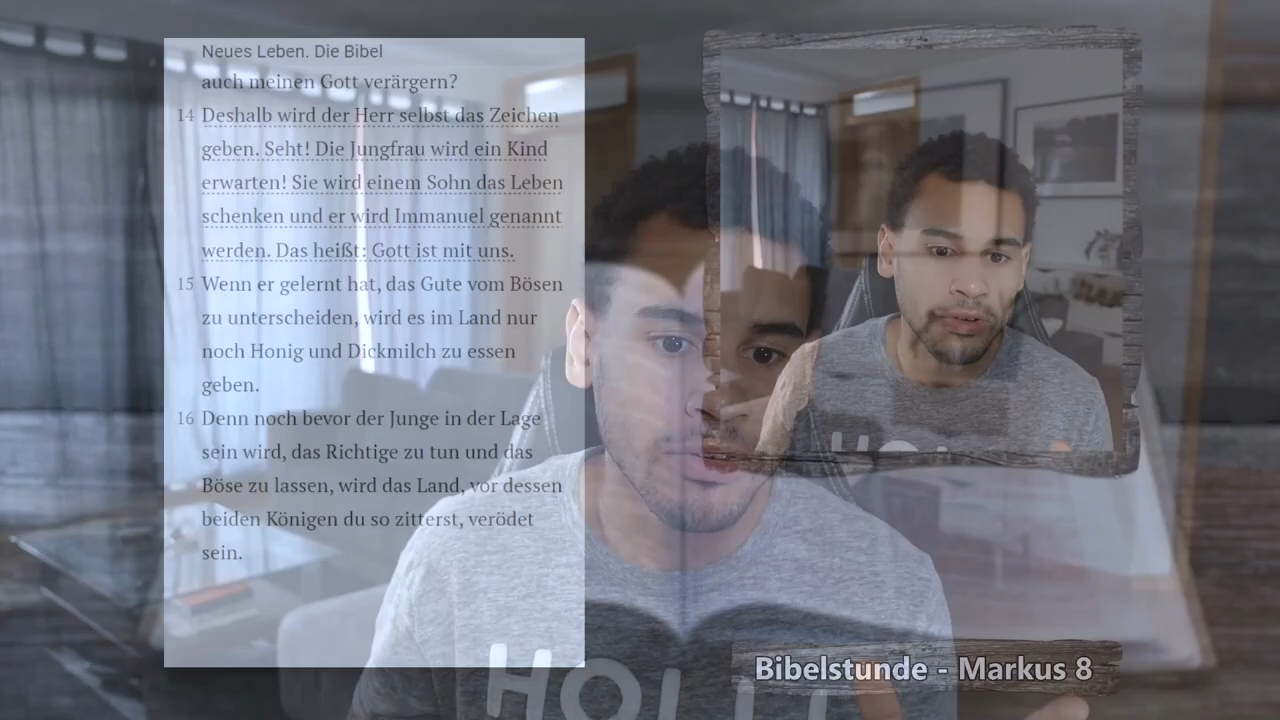 Neues Leben. Die Bibel
auch meinen Gott verärgern?
14 Deshalb wird der Herr selbst das Zeichen
geben. Seht! Die Jungfrau wird ein Kind
erwarten! Sie wird einem Sohn das Leben
schenken und er wird Immanuel genannt
werden. Das heißt: Gott ist mit uns.
15 Wenn er gelernt hat, das Gute vom Bösen
zu unterscheiden, wird es im Land nur
noch Honig und Dickmilch zu essen
geben.
16 Denn noch bevor der Junge in der Lage
sein wird, das Richtige zu tun und das
Böse zu lassen, wird das Land, vor dessen
beiden Königen du so zitterst, verödet
sein.
Bibelstunde - Markus 8